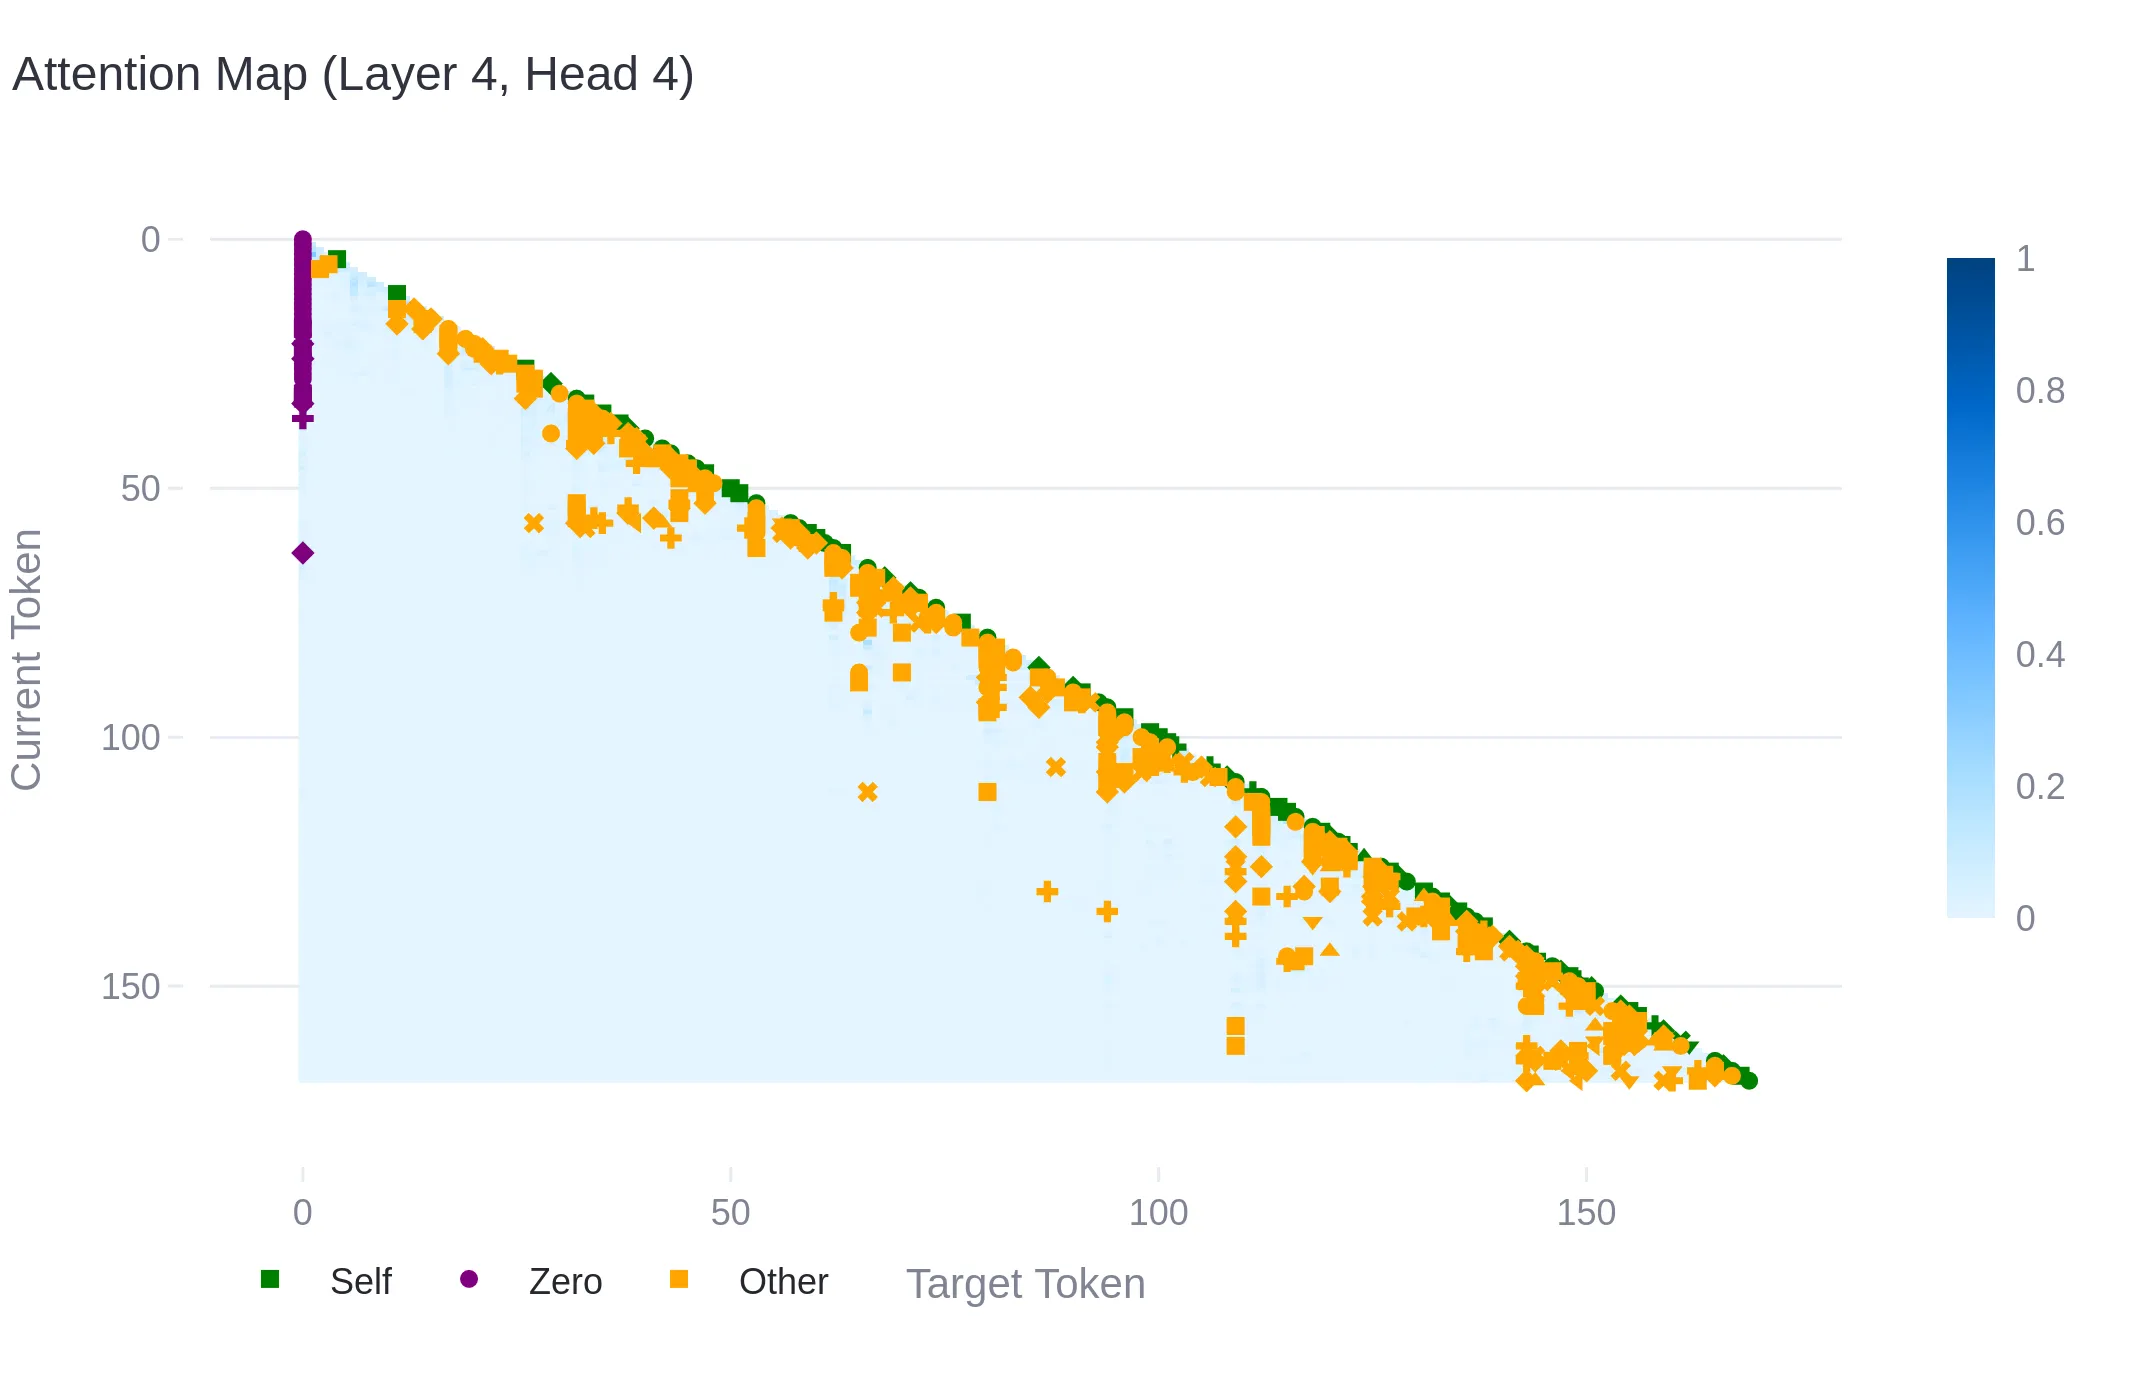 Attention Map (Layer 4, Head 4)
Current Token
0
50
100
150
0
50
100
150
Target Token
Self
Zero
Other
1
0.8
0.6
0.4
0.2
0